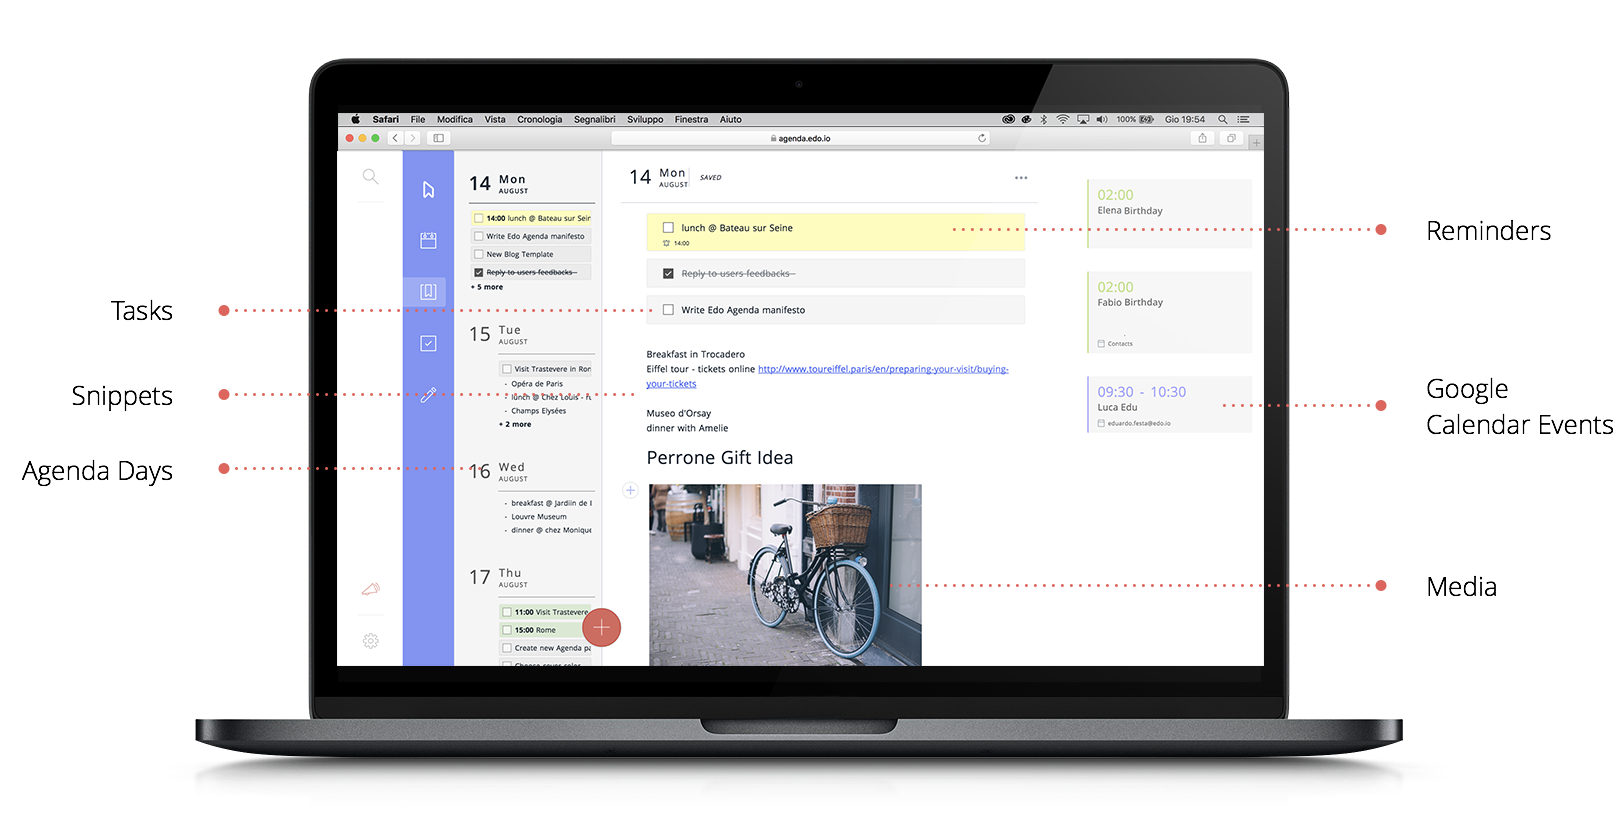 Safari File Modifica Vista Cronologia Segnalibri Sviluppo Finestra Aiuto 100% Gio 19:54
agenda.edo.io
14 Mon
AUGUST
14:00 lunch @ Bateau sur Sein
Write Edo Agenda manifesto
New Blog Template
Reply to users feedbacks
+ 5 more
15 Tue
AUGUST
Visit Trastevere in Ron
- Opéra de Paris
- lunch @ Chez Louis - ru
- Champs Elysées
+ 2 more
16 Wed
AUGUST
- breakfast @ Jardiin de l
- Louvre Museum
- dinner @ chez Monique
17 Thu
AUGUST
11:00 Visit Trastevere
15:00 Rome
Create new Agenda pa
Choose cover color
14 Mon
AUGUST
SAVED
lunch @ Bateau sur Seine
14:00
Reply to users feedbacks
Write Edo Agenda manifesto
Breakfast in Trocadero
Eiffel tour - tickets online http://www.toureiffel.paris/en/preparing-your-visit/buying-
your-tickets
Museo d'Orsay
dinner with Amelie
Perrone Gift Idea
02:00
Elena Birthday
02:00
Fabio Birthday
Contacts
09:30 - 10:30
Luca Edu
eduardo.festa@edo.io
Tasks
Snippets
Agenda Days
Reminders
Google
Calendar Events
Media